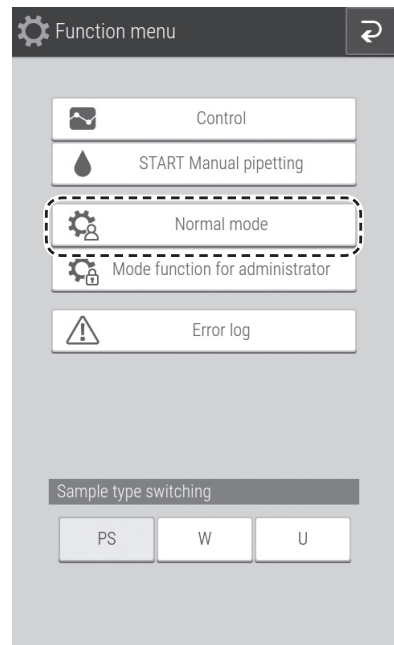 Function menu
Control
START Manual pipetting
Normal mode
Mode function for administrator
Error log
Sample type switching
PS
W
U